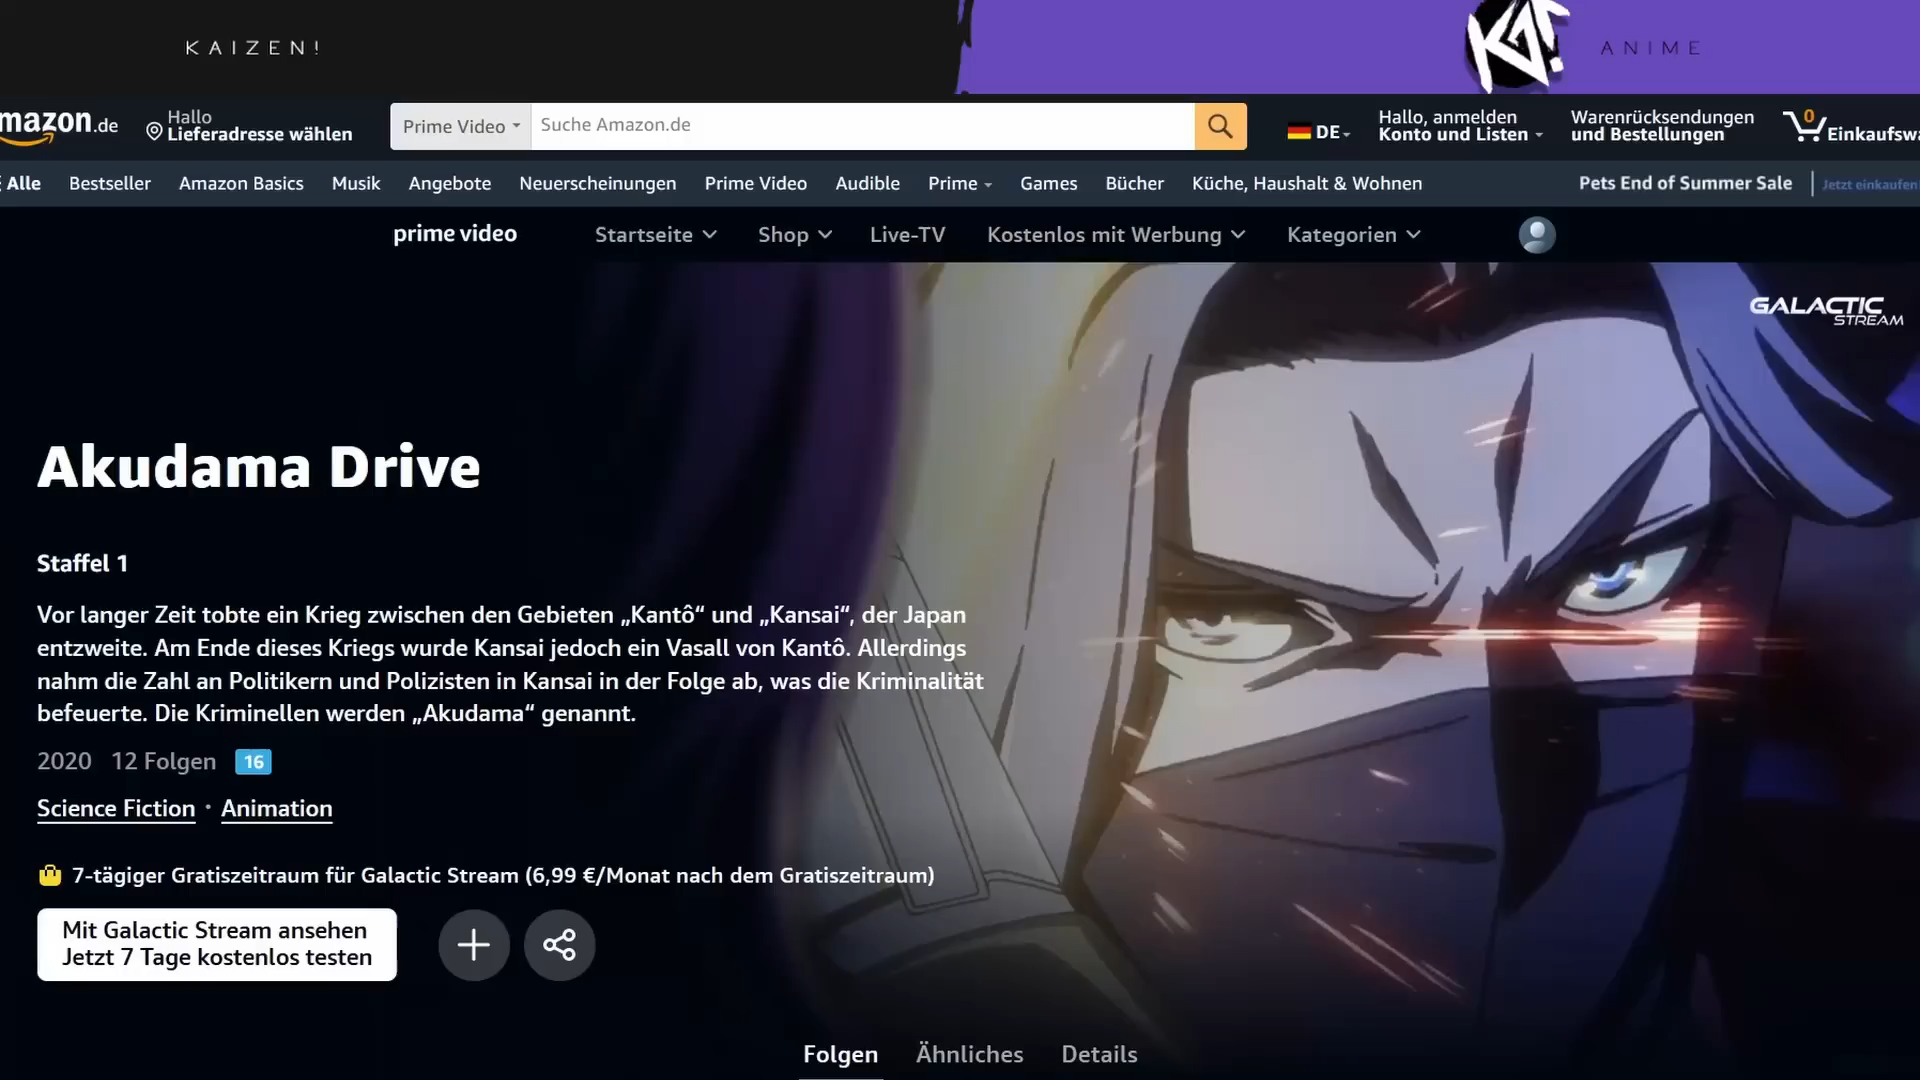 KAIZEN!
KA!
ANIME
amazon.de
Hallo
Lieferadresse wählen
Prime Video
Suche Amazon.de
DE
Hallo, anmelden
Konto und Listen
Warenrücksendungen
und Bestellungen
0
Einkaufswa
Alle
Bestseller
Amazon Basics
Musik
Angebote
Neuerscheinungen
Prime Video
Audible
Prime
Games
Bücher
Küche, Haushalt & Wohnen
Pets End of Summer Sale
Jetzt einkaufen
prime video
Startseite
Shop
Live-TV
Kostenlos mit Werbung
Kategorien
GALACTIC
STREAM
Akudama Drive
Staffel 1
Vor langer Zeit tobte ein Krieg zwischen den Gebieten „Kantô“ und „Kansai“, der Japan
entzweite. Am Ende dieses Kriegs wurde Kansai jedoch ein Vasall von Kantô. Allerdings
nahm die Zahl an Politikern und Polizisten in Kansai in der Folge ab, was die Kriminalität
befeuerte. Die Kriminellen werden „Akudama“ genannt.
2020 12 Folgen 16
Science Fiction · Animation
7-tägiger Gratiszeitraum für Galactic Stream (6,99 €/Monat nach dem Gratiszeitraum)
Mit Galactic Stream ansehen
Jetzt 7 Tage kostenlos testen
Folgen
Ähnliches
Details